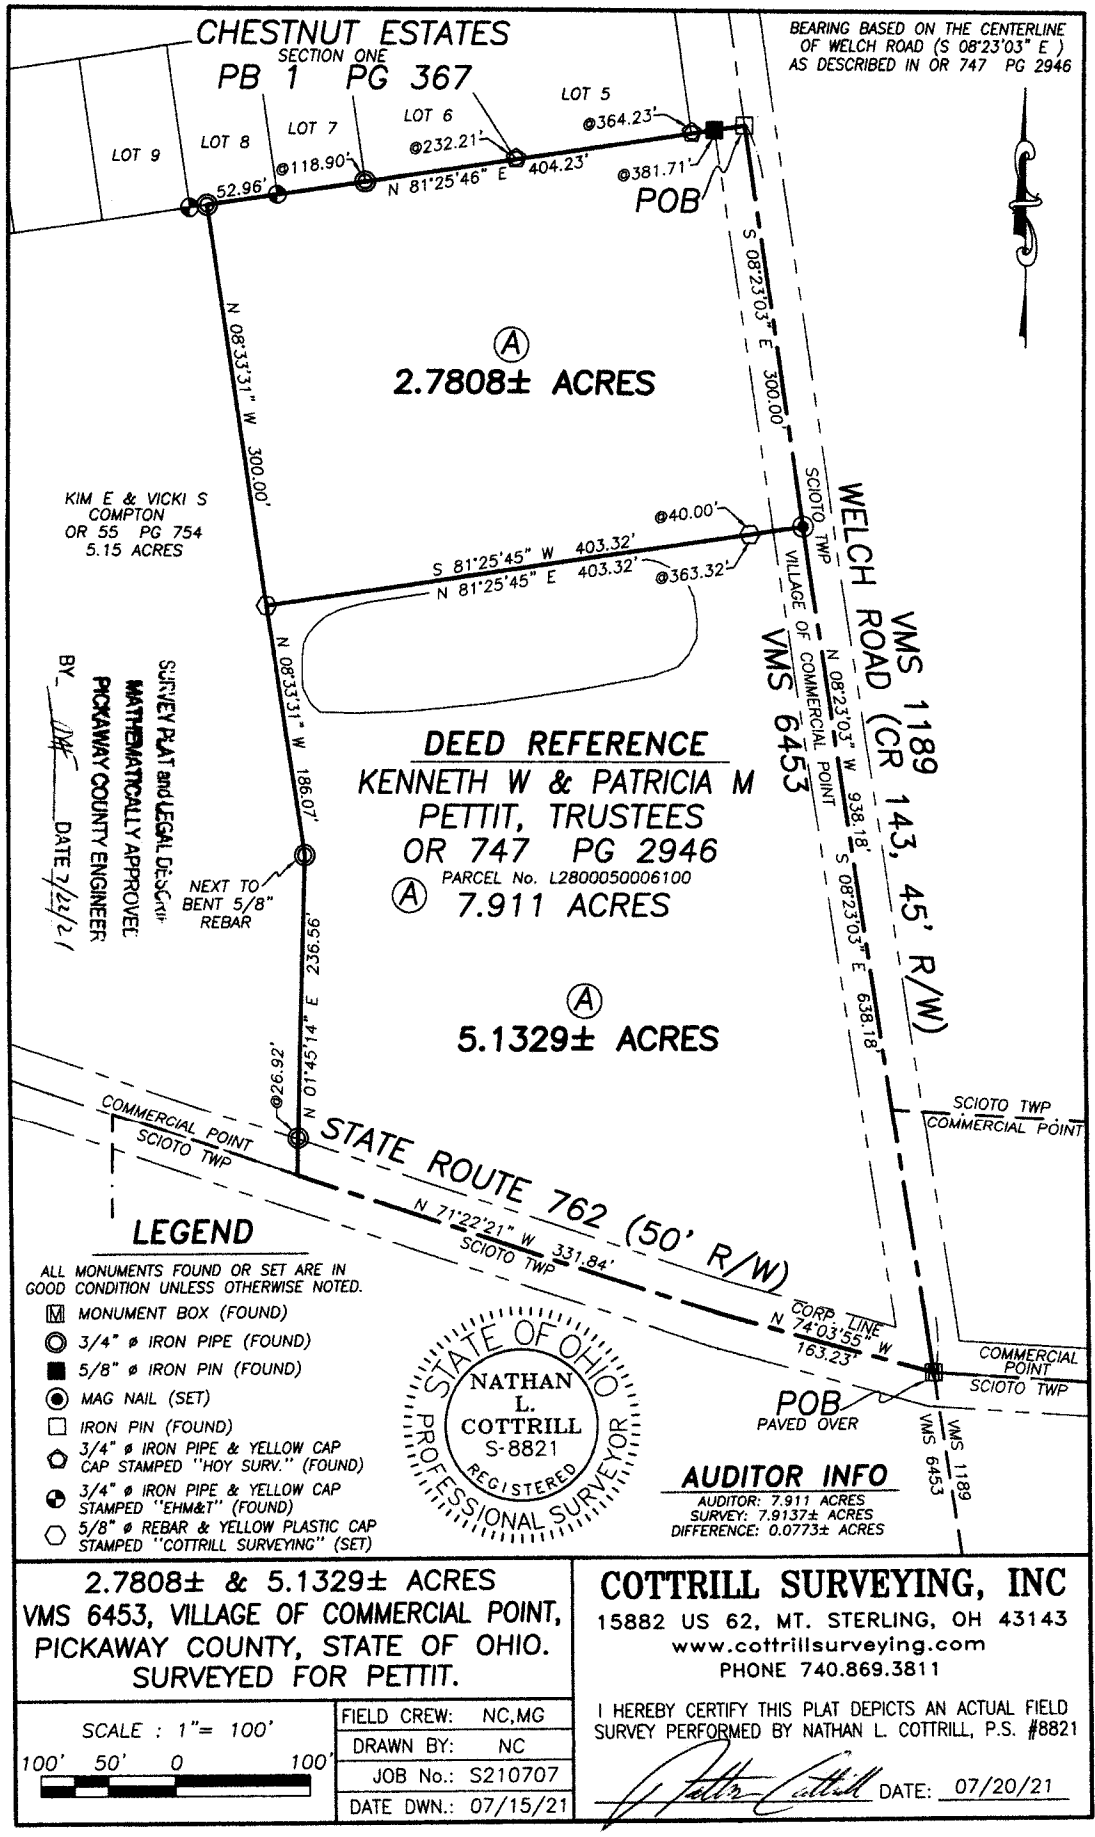 CHESTNUT ESTATES
SECTION ONE
PB 1 PG 367
BEARING BASED ON THE CENTERLINE
OF WELCH ROAD (S 08°23'03" E )
AS DESCRIBED IN OR 747 PG 2946
LOT 9
LOT 8
LOT 7
LOT 6
LOT 5
52.96'
@118.90'
@232.21'
@364.23'
@381.71'
N 81°25'46" E 404.23'
POB
S 08°23'03" E 300.00'
N 08°33'31" W 300.00'
Ⓐ
2.7808± ACRES
KIM E & VICKI S
COMPTON
OR 55 PG 754
5.15 ACRES
@40.00'
S 81°25'45" W 403.32'
N 81°25'45" E 403.32'
@363.32'
SCIOTO TWP
VILLAGE OF COMMERCIAL POINT
VMS 6453
VMS 1189
WELCH ROAD (CR 143, 45' R/W)
N 08°23'03" W 938.18'
S 08°23'03" E 638.18'
N 08°33'31" W 186.07'
SURVEY PLAT and LEGAL
MATHEMATICALLY APPROVED
PICKAWAY COUNTY ENGINEER
BY DATE 7/22/21
DEED REFERENCE
KENNETH W & PATRICIA M
PETTIT, TRUSTEES
OR 747 PG 2946
PARCEL No. L2800050006100
Ⓐ 7.911 ACRES
NEXT TO
BENT 5/8"
REBAR
N 01°45'14" E 236.56'
@26.92'
Ⓐ
5.1329± ACRES
COMMERCIAL POINT
SCIOTO TWP
STATE ROUTE 762 (50' R/W)
N 71°22'21" W 331.84'
SCIOTO TWP
SCIOTO TWP
COMMERCIAL POINT
CORP. LINE
N 74°03'55" W
163.23'
COMMERCIAL
POINT
SCIOTO TWP
POB
PAVED OVER
VMS 6453
VMS 1189
LEGEND
ALL MONUMENTS FOUND OR SET ARE IN
GOOD CONDITION UNLESS OTHERWISE NOTED.
M MONUMENT BOX (FOUND)
3/4" ø IRON PIPE (FOUND)
5/8" ø IRON PIN (FOUND)
MAG NAIL (SET)
IRON PIN (FOUND)
3/4" ø IRON PIPE & YELLOW CAP
CAP STAMPED "HOY SURV." (FOUND)
3/4" ø IRON PIPE & YELLOW CAP
STAMPED "EHM&T" (FOUND)
5/8" ø REBAR & YELLOW PLASTIC CAP
STAMPED "COTTRILL SURVEYING" (SET)
STATE OF OHIO
NATHAN
L.
COTTRILL
S-8821
REGISTERED
PROFESSIONAL SURVEYOR
AUDITOR INFO
AUDITOR: 7.911 ACRES
SURVEY: 7.9137± ACRES
DIFFERENCE: 0.0773± ACRES
2.7808± & 5.1329± ACRES
VMS 6453, VILLAGE OF COMMERCIAL POINT,
PICKAWAY COUNTY, STATE OF OHIO.
SURVEYED FOR PETTIT.
SCALE : 1"= 100'
100' 50' 0 100'
FIELD CREW: NC,MG
DRAWN BY: NC
JOB No.: S210707
DATE DWN.: 07/15/21
COTTRILL SURVEYING, INC
15882 US 62, MT. STERLING, OH 43143
www.cottrillsurveying.com
PHONE 740.869.3811
I HEREBY CERTIFY THIS PLAT DEPICTS AN ACTUAL FIELD
SURVEY PERFORMED BY NATHAN L. COTTRILL, P.S. #8821
DATE: 07/20/21